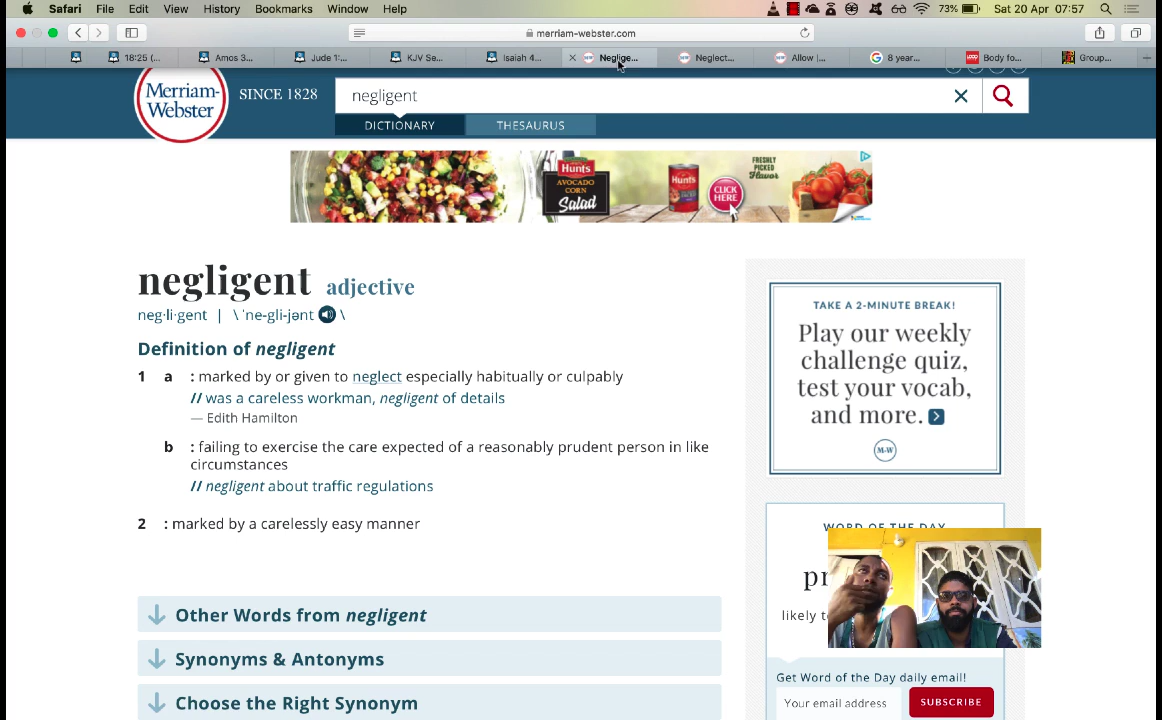 Safari File Edit View History Bookmarks Window Help 73% Sat 20 Apr 07:57
merriam-webster.com
18:25 (... Amos 3... Jude 1:... KJV Se... Isaiah 4... Neglige... Neglect... Allow |... 8 year... Body fo... Group...
Merriam-
Webster
SINCE 1828
negligent
DICTIONARY THESAURUS
Hunt's
AVOCADO
CORN
Salad
Hunt's
CLICK
HERE
FRESHLY
PICKED
Flavor
negligent adjective
neg·li·gent | \ ˈne-gli-jənt \
Definition of negligent
1 a : marked by or given to neglect especially habitually or culpably
// was a careless workman, negligent of details
— Edith Hamilton
b : failing to exercise the care expected of a reasonably prudent person in like
circumstances
// negligent about traffic regulations
2 : marked by a carelessly easy manner
Other Words from negligent
Synonyms & Antonyms
Choose the Right Synonym
TAKE A 2-MINUTE BREAK!
Play our weekly
challenge quiz,
test your vocab,
and more.
M-W
WORD OF THE DAY
pr
likely t
Get Word of the Day daily email!
Your email address SUBSCRIBE